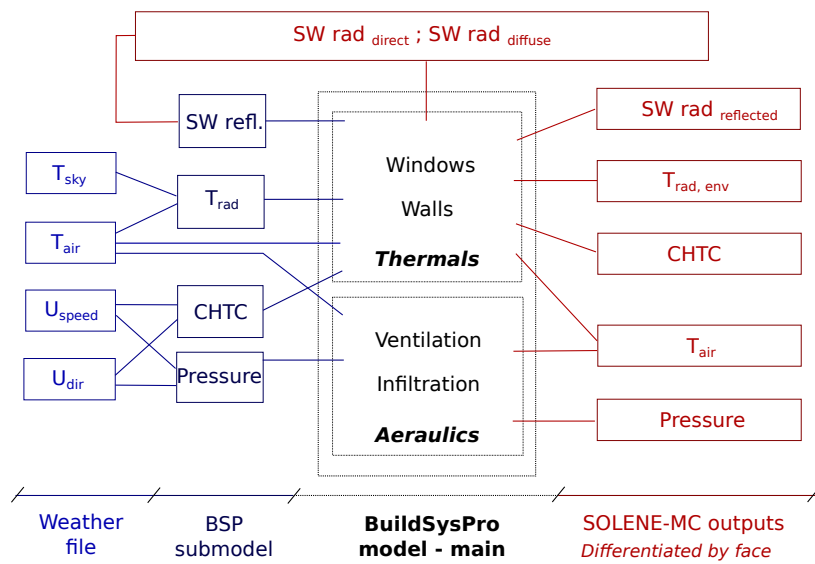 SW rad direct ; SW rad diffuse
SW refl.
SW rad reflected
T sky
T rad
Windows
T rad, env
Walls
T air
Thermals
CHTC
U speed
CHTC
Ventilation
T air
U dir
Pressure
Infiltration
Aeraulics
Pressure
Weather file
BSP submodel
BuildSysPro model - main
SOLENE-MC outputs
Differentiated by face